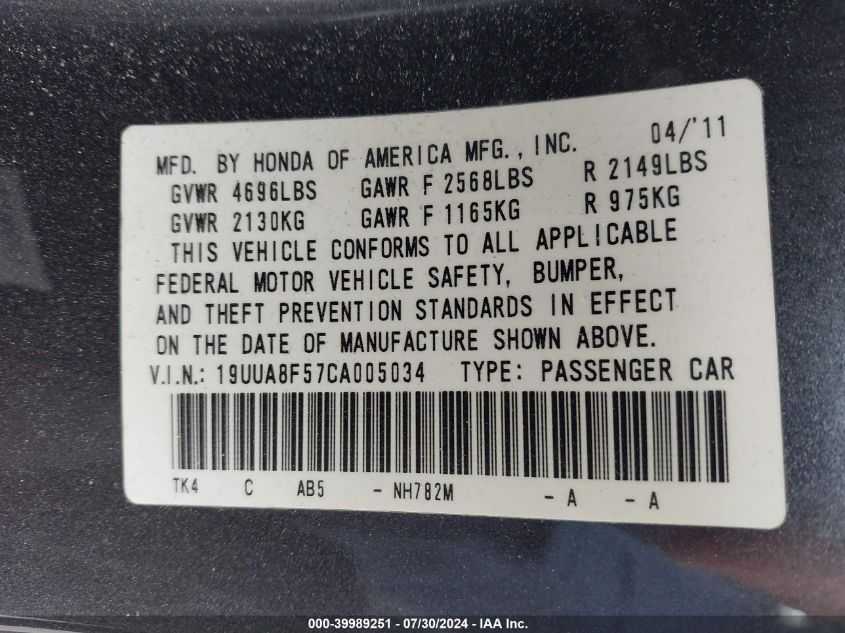 04/'11
MFD. BY HONDA OF AMERICA MFG., INC.
GVWR 4696LBS GAWR F 2568LBS R 2149LBS
GVWR 2130KG GAWR F 1165KG R 975KG
THIS VEHICLE CONFORMS TO ALL APPLICABLE
FEDERAL MOTOR VEHICLE SAFETY, BUMPER,
AND THEFT PREVENTION STANDARDS IN EFFECT
ON THE DATE OF MANUFACTURE SHOWN ABOVE.
V.I.N.: 19UUA8F57CA005034 TYPE: PASSENGER CAR
TK4 C AB5 - NH782M - A - A
000-39989251 - 07/30/2024 - IAA Inc.